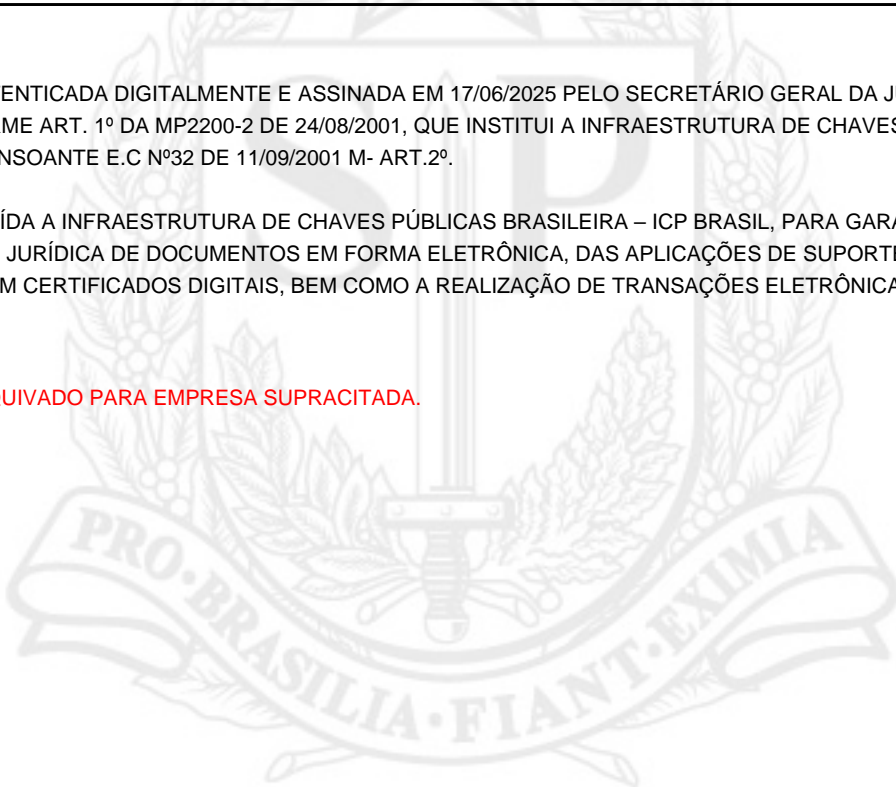 ENTICADA DIGITALMENTE E ASSINADA EM 17/06/2025 PELO SECRETÁRIO GERAL DA J
ME ART. 1º DA MP2200-2 DE 24/08/2001, QUE INSTITUI A INFRAESTRUTURA DE CHAVES
NSOANTE E.C Nº32 DE 11/09/2001 M- ART.2º.
ÍDA A INFRAESTRUTURA DE CHAVES PÚBLICAS BRASILEIRA – ICP BRASIL, PARA GARA
JURÍDICA DE DOCUMENTOS EM FORMA ELETRÔNICA, DAS APLICAÇÕES DE SUPORTE
M CERTIFICADOS DIGITAIS, BEM COMO A REALIZAÇÃO DE TRANSAÇÕES ELETRÔNICA
UIVADO PARA EMPRESA SUPRACITADA.
SP
PRO·BRASILIA·FIANT·EXIMIA